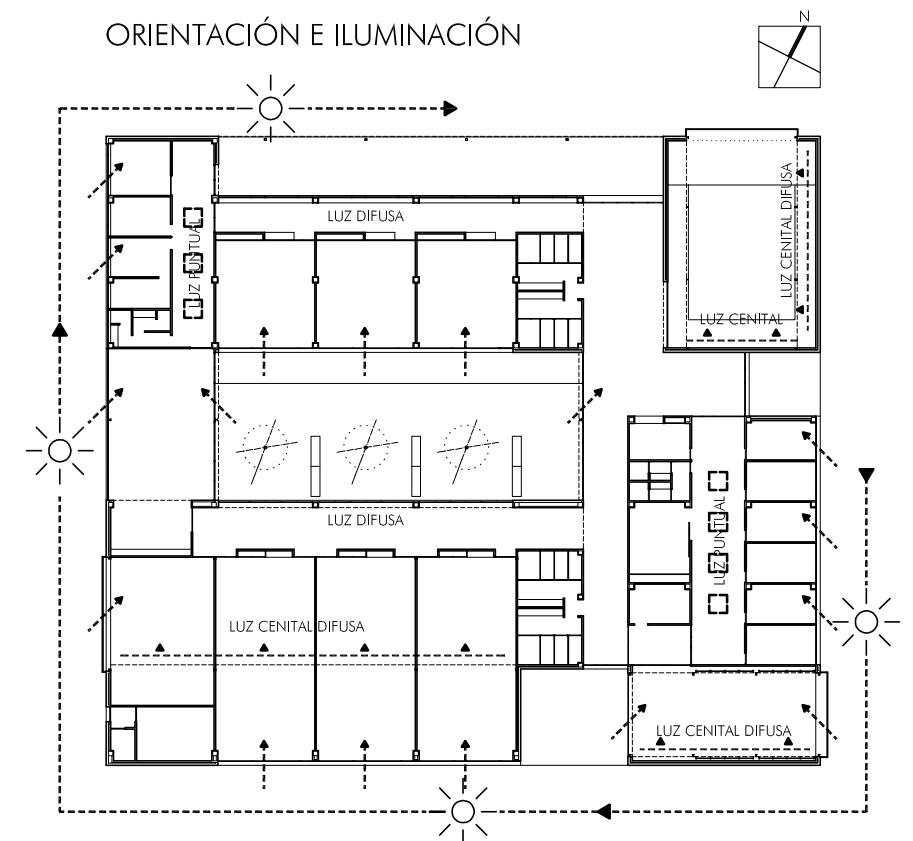 N
ORIENTACIÓN E ILUMINACIÓN
LUZ DIFUSA
LUZ PUNTUAL
LUZ CENITAL DIFUSA
LUZ CENITAL
LUZ DIFUSA
LUZ PUNTUAL
LUZ CENITAL DIFUSA
LUZ CENITAL DIFUSA